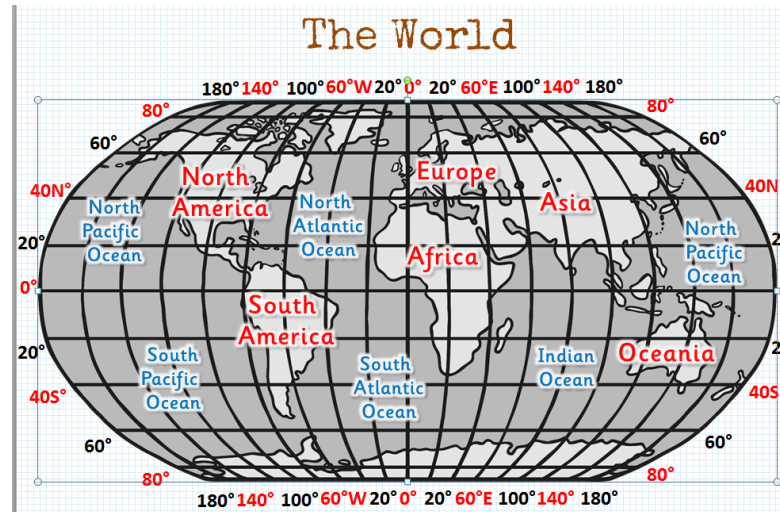 The World
180° 140° 100° 60°W 20° 0° 20° 60°E 100° 140° 180°
80° 80°
60° 60°
North
America
Europe
Asia
40N° 40N
North
Pacific
Ocean
North
Atlantic
Ocean
North
Pacific
Ocean
20° 2
Africa
0°
South
America
20° 2
South
Pacific
Ocean
South
Atlantic
Ocean
Indian
Ocean
Oceania
40S° 40S
60° 60°
80° 80°
180° 140° 100° 60°W 20° 0° 20° 60°E 100° 140° 180°